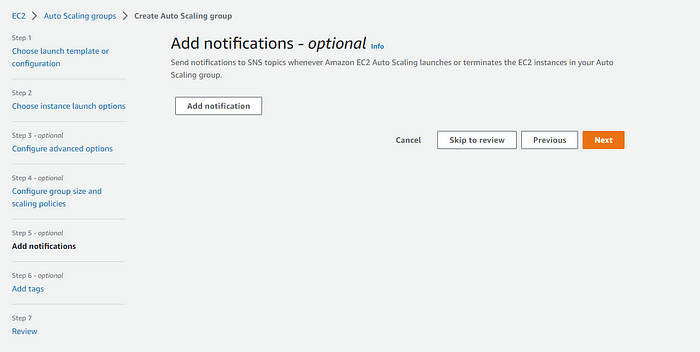 EC2 > Auto Scaling groups > Create Auto Scaling group
Step 1
Choose launch template or
configuration
Step 2
Choose instance launch options
Step 3 - optional
Configure advanced options
Step 4 - optional
Configure group size and
scaling policies
Step 5 - optional
Add notifications
Step 6 - optional
Add tags
Step 7
Review
Add notifications - optional Info
Send notifications to SNS topics whenever Amazon EC2 Auto Scaling launches or terminates the EC2 instances in your Auto
Scaling group.
Add notification
Cancel Skip to review Previous Next